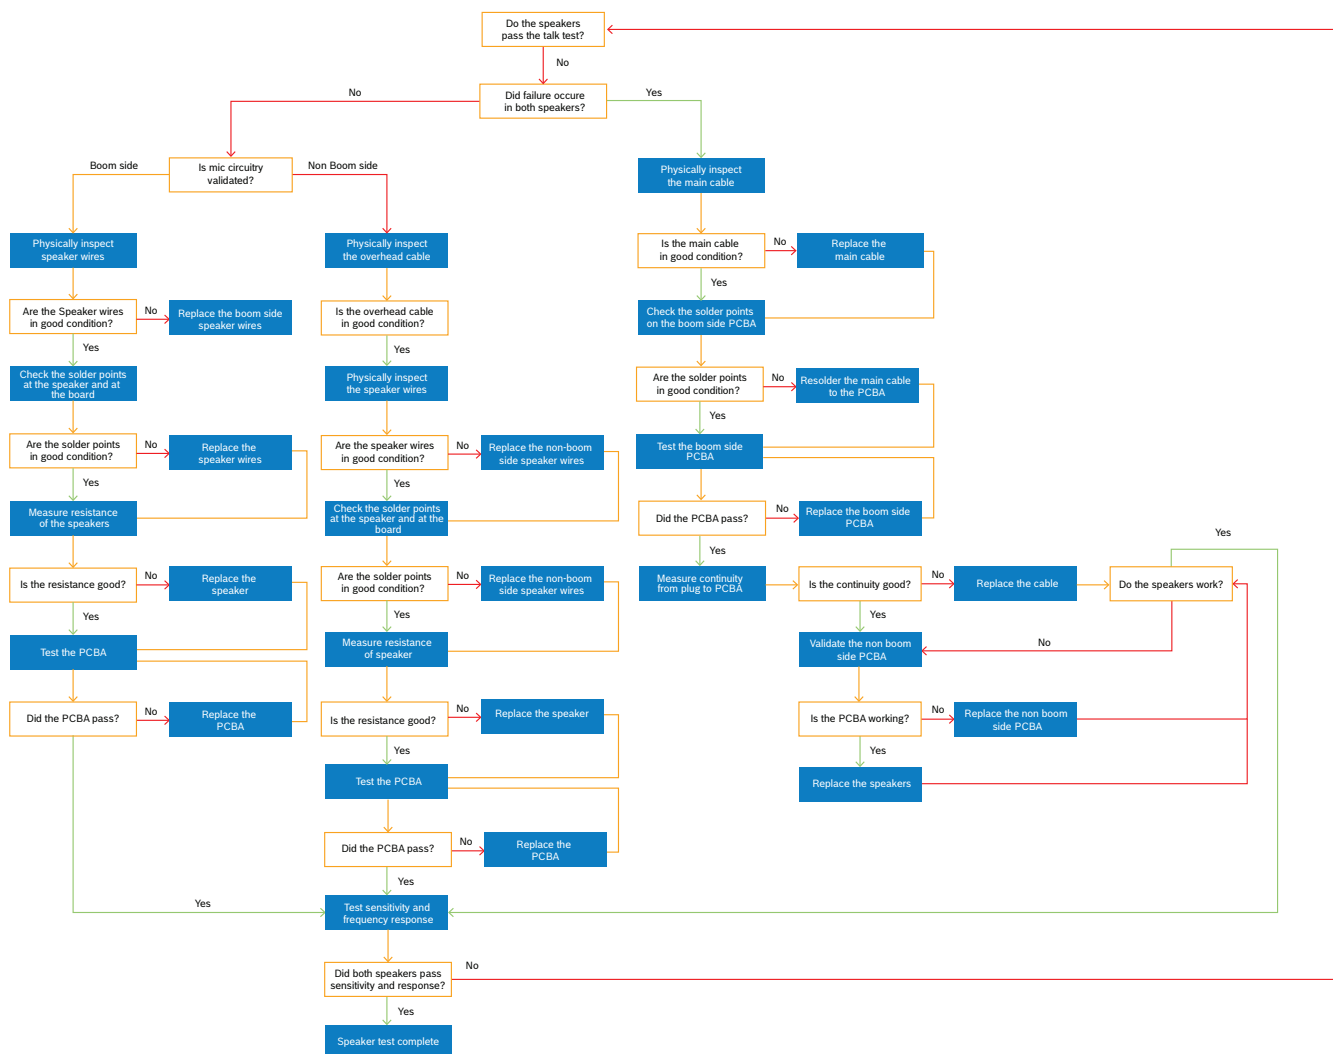 Do the speakers
pass the talk test?
No
Did failure occure
in both speakers?
No
Yes
Boom side
Is mic circuitry
validated?
Non Boom side
Physically inspect
the main cable
Physically inspect
speaker wires
Physically inspect
the overhead cable
Is the main cable
in good condition?
No
Replace the
main cable
Yes
Are the Speaker wires
in good condition?
No
Replace the boom side
speaker wires
Is the overhead cable
in good condition?
Check the solder points
on the boom side PCBA
Yes
Yes
Check the solder points
at the speaker and at
the board
Physically inspect
the speaker wires
Are the solder points
in good condition?
No
Resolder the main cable
to the PCBA
Yes
Are the solder points
in good condition?
No
Replace the
speaker wires
Are the speaker wires
in good condition?
No
Replace the non-boom
side speaker wires
Test the boom side
PCBA
Yes
Yes
Measure resistance
of the speakers
Check the solder points
at the speaker and at the
board
Did the PCBA pass?
No
Replace the boom side
PCBA
Yes
Yes
Is the resistance good?
No
Replace the
speaker
Are the solder points
in good condition?
No
Replace the non-boom
side speaker wires
Measure continuity
from plug to PCBA
Is the continuity good?
No
Replace the cable
Do the speakers work?
Yes
Yes
Yes
Test the PCBA
Measure resistance
of speaker
Validate the non boom
side PCBA
No
Did the PCBA pass?
No
Replace the
PCBA
Is the resistance good?
No
Replace the speaker
Is the PCBA working?
No
Replace the non boom
side PCBA
Yes
Yes
Test the PCBA
Replace the speakers
Did the PCBA pass?
No
Replace the
PCBA
Yes
Yes
Test sensitivity and
frequency response
Did both speakers pass
sensitivity and response?
No
Yes
Speaker test complete